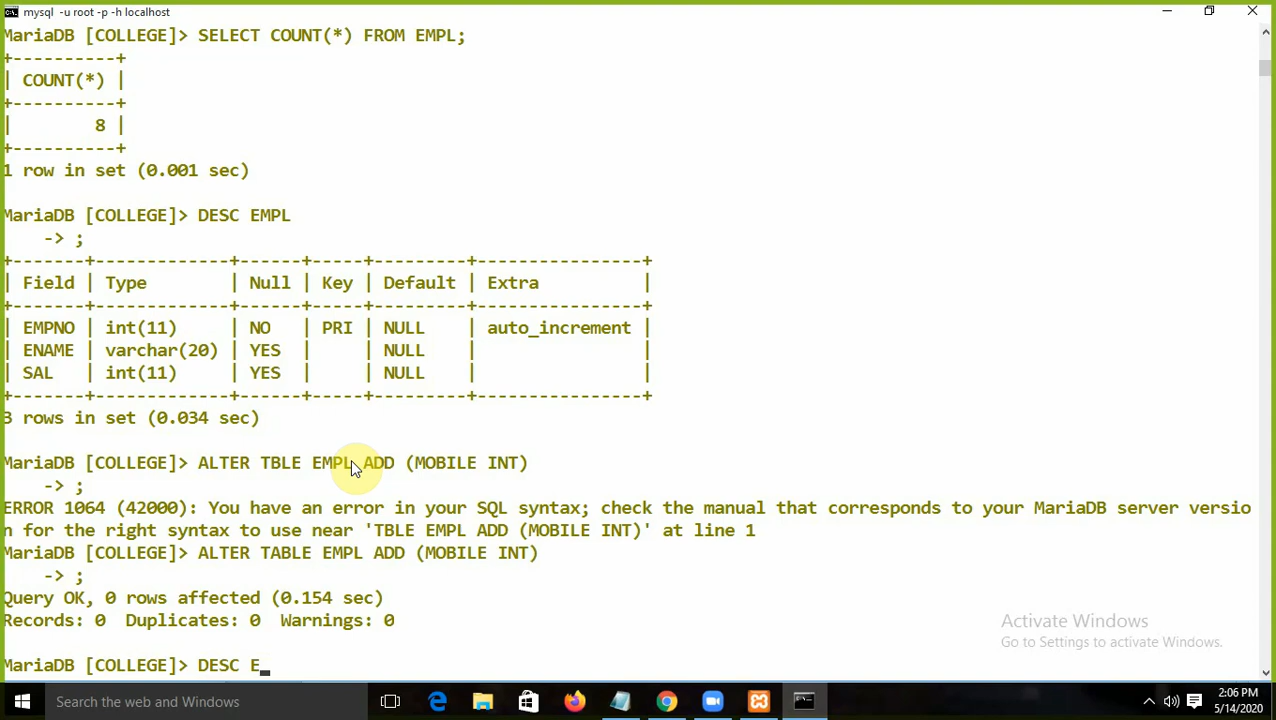 mysql -u root -p -h localhost
MariaDB [COLLEGE]> SELECT COUNT(*) FROM EMPL;
+----------+
| COUNT(*) |
+----------+
|        8 |
+----------+
1 row in set (0.001 sec)
MariaDB [COLLEGE]> DESC EMPL
    -> ;
+-------+-------------+------+-----+---------+----------------+
| Field | Type        | Null | Key | Default | Extra          |
+-------+-------------+------+-----+---------+----------------+
| EMPNO | int(11)     | NO   | PRI | NULL    | auto_increment |
| ENAME | varchar(20) | YES  |     | NULL    |                |
| SAL   | int(11)     | YES  |     | NULL    |                |
+-------+-------------+------+-----+---------+----------------+
3 rows in set (0.034 sec)
MariaDB [COLLEGE]> ALTER TBLE EMPL ADD (MOBILE INT)
    -> ;
ERROR 1064 (42000): You have an error in your SQL syntax; check the manual that corresponds to your MariaDB server versio
n for the right syntax to use near 'TBLE EMPL ADD (MOBILE INT)' at line 1
MariaDB [COLLEGE]> ALTER TABLE EMPL ADD (MOBILE INT)
    -> ;
Query OK, 0 rows affected (0.154 sec)
Records: 0  Duplicates: 0  Warnings: 0
MariaDB [COLLEGE]> DESC E_
Activate Windows
Go to Settings to activate Windows.
Search the web and Windows
2:06 PM
5/14/2020